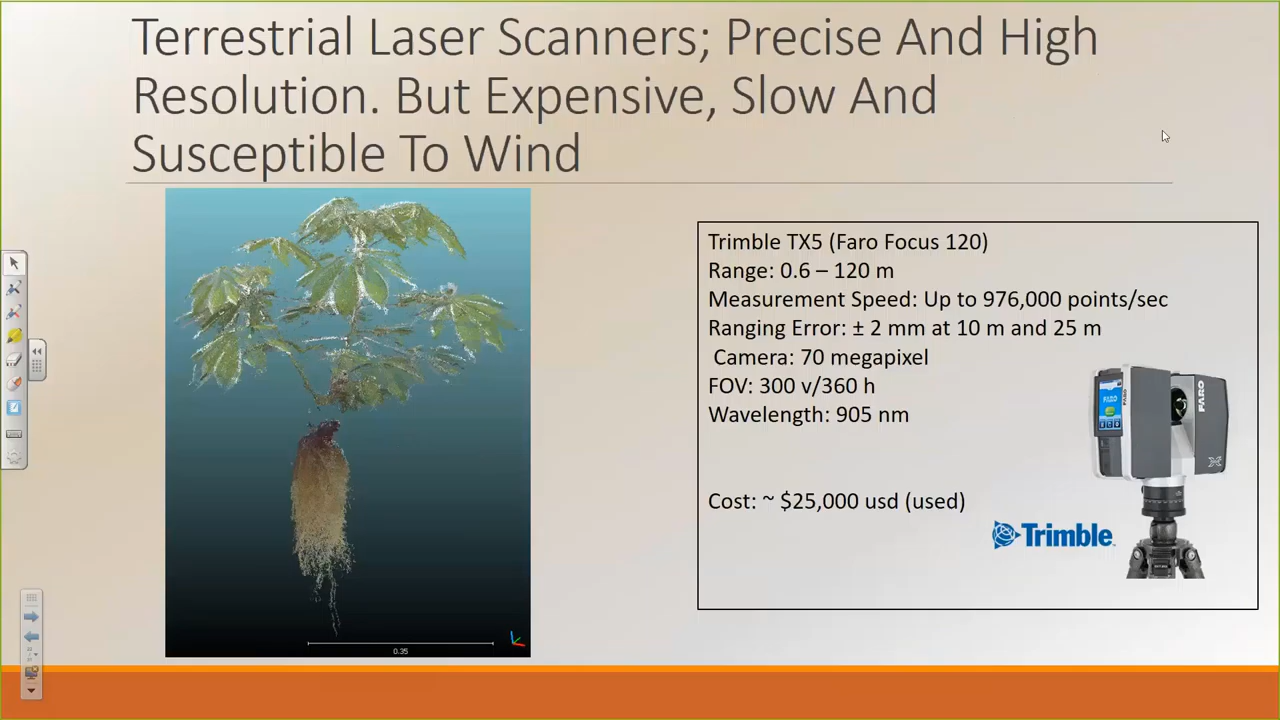 Terrestrial Laser Scanners; Precise And High
Resolution. But Expensive, Slow And
Susceptible To Wind
Trimble TX5 (Faro Focus 120)
Range: 0.6 – 120 m
Measurement Speed: Up to 976,000 points/sec
Ranging Error: ± 2 mm at 10 m and 25 m
Camera: 70 megapixel
FOV: 300 v/360 h
Wavelength: 905 nm
FARO
FARO
FARO
Cost: ~ $25,000 usd (used)
Trimble
0.35